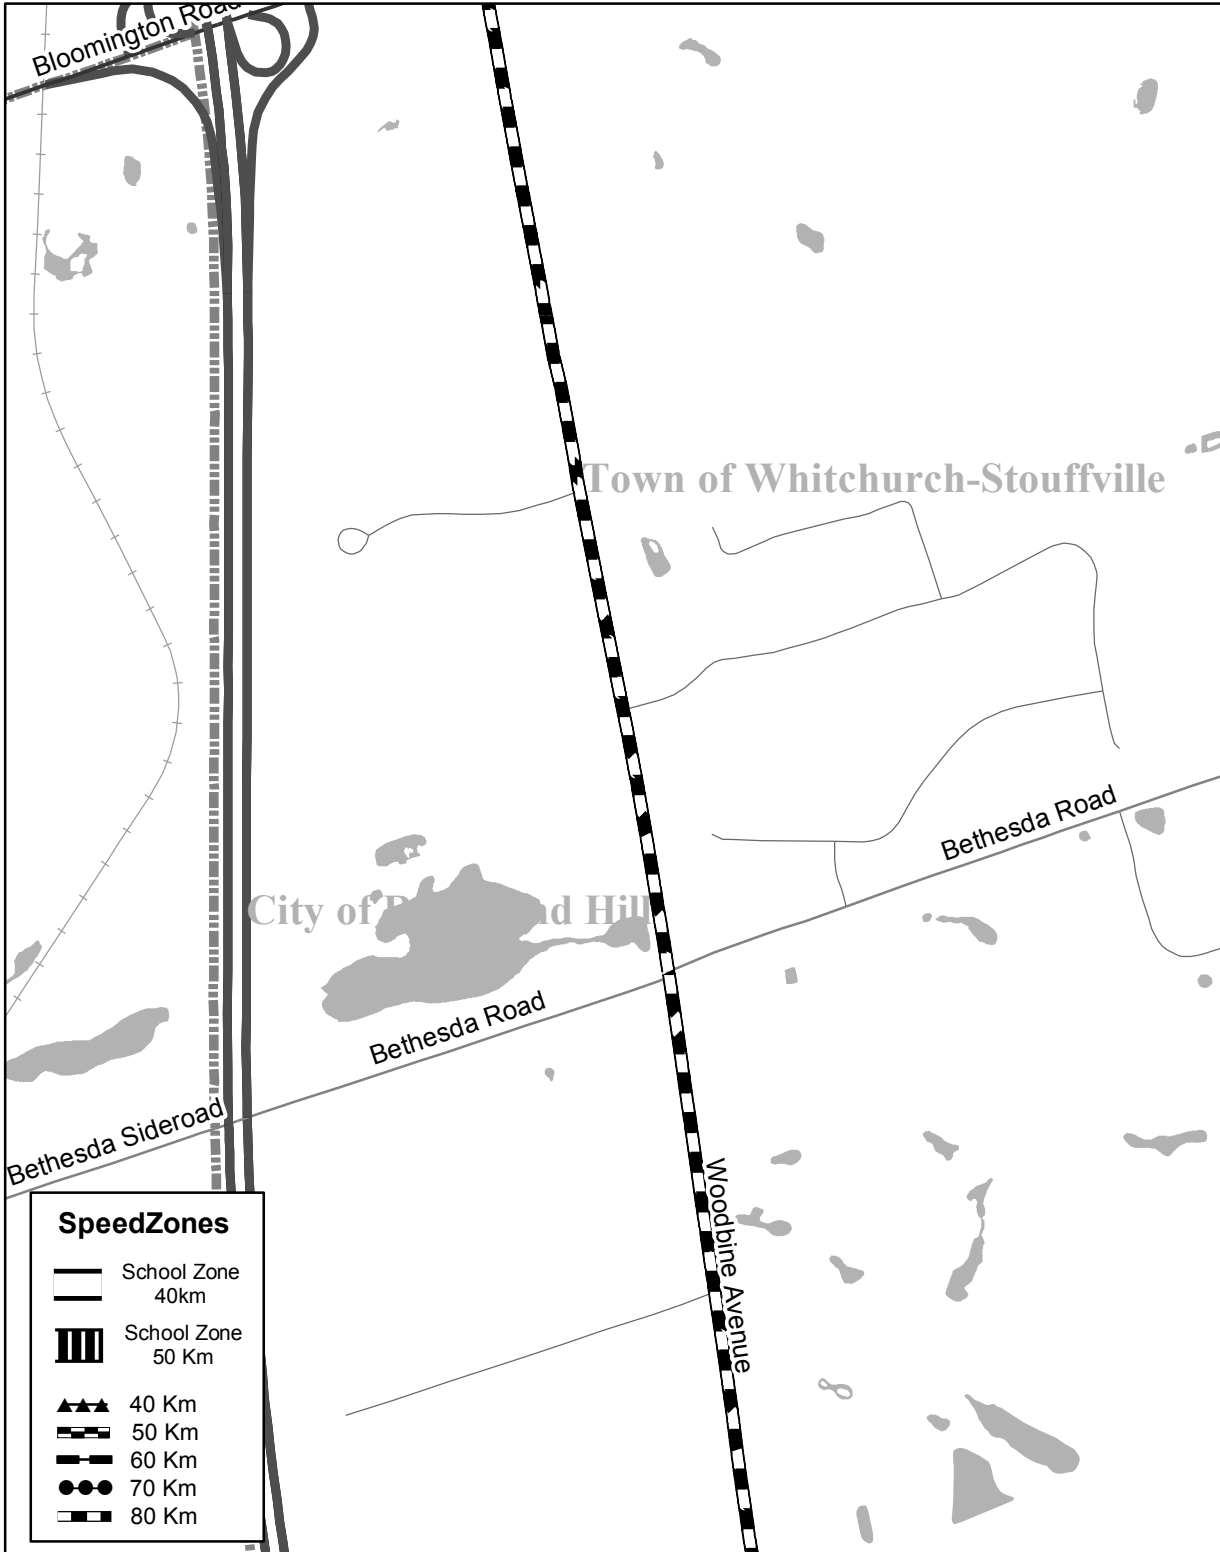 Bloomington Road
Town of Whitchurch-Stouffville
Bethesda Road
City of R nd Hill
Bethesda Road
Bethesda Sideroad
Woodbine Avenue
SpeedZones
School Zone
40km
School Zone
50 Km
40 Km
50 Km
60 Km
70 Km
80 Km